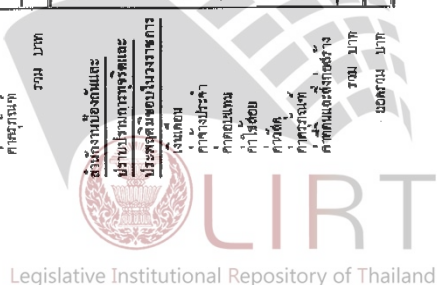 ค่าครุภัณฑ์
รวม บาท
สำนักงานป้องกันและ
ปราบปรามการทุจริตและ
ประพฤติมิชอบในวงราชการ
เงินเดือน
ค่าจ้างประจำ
ค่าตอบแทน
ค่าใช้สอย
ค่าวัสดุ
ค่าครุภัณฑ์
ค่าที่ดินและสิ่งก่อสร้าง
รวม บาท
ยอดรวม บาท
LIRT
Legislative Institutional Repository of Thailand